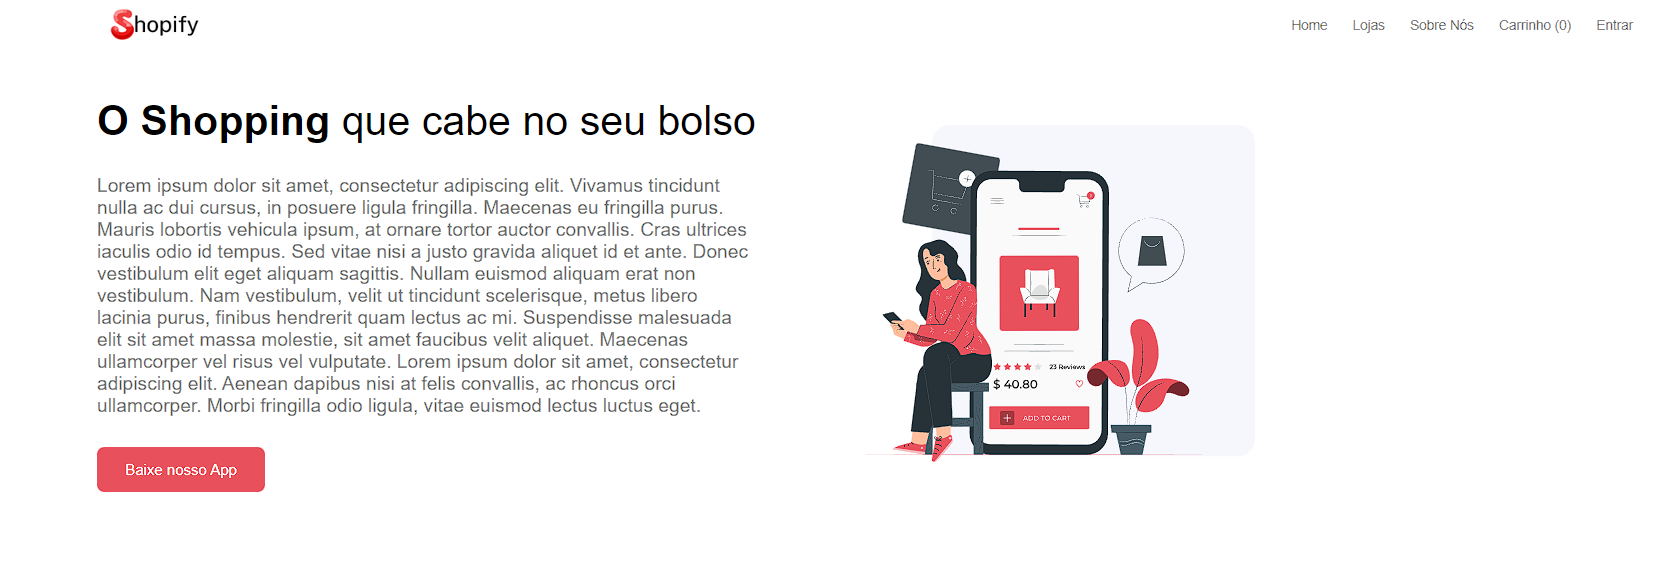 Shopify
Home Lojas Sobre Nós Carrinho (0) Entrar
O Shopping que cabe no seu bolso
Lorem ipsum dolor sit amet, consectetur adipiscing elit. Vivamus tincidunt
nulla ac dui cursus, in posuere ligula fringilla. Maecenas eu fringilla purus.
Mauris lobortis vehicula ipsum, at ornare tortor auctor convallis. Cras ultrices
iaculis odio id tempus. Sed vitae nisi a justo gravida aliquet id et ante. Donec
vestibulum elit eget aliquam sagittis. Nullam euismod aliquam erat non
vestibulum. Nam vestibulum, velit ut tincidunt scelerisque, metus libero
lacinia purus, finibus hendrerit quam lectus ac mi. Suspendisse malesuada
elit sit amet massa molestie, sit amet faucibus velit aliquet. Maecenas
ullamcorper vel risus vel vulputate. Lorem ipsum dolor sit amet, consectetur
adipiscing elit. Aenean dapibus nisi at felis convallis, ac rhoncus orci
ullamcorper. Morbi fringilla odio ligula, vitae euismod lectus luctus eget.
Baixe nosso App
23 Reviews
$ 40.80
ADD TO CART